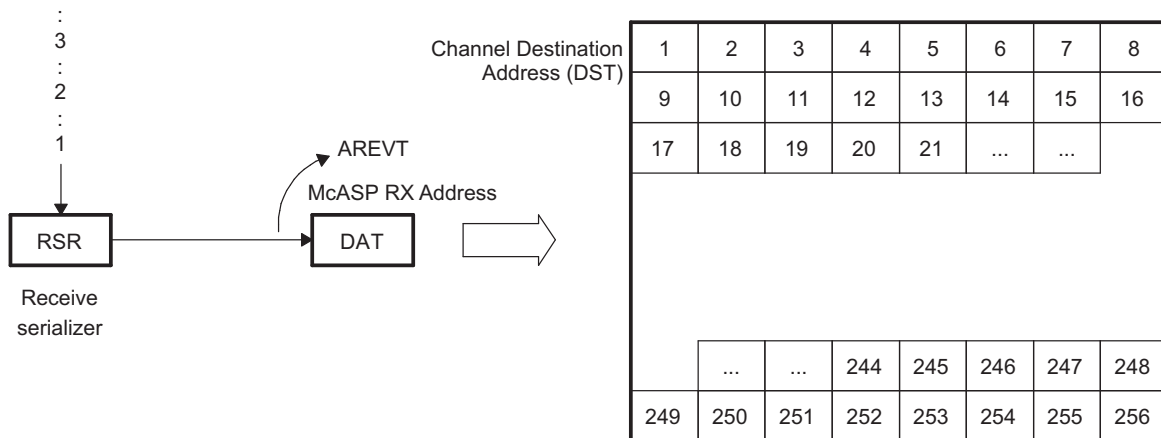 :
3
:
2
:
1
AREVT
McASP RX Address
RSR
DAT
Receive
serializer
Channel Destination
Address (DST)
1 2 3 4 5 6 7 8
9 10 11 12 13 14 15 16
17 18 19 20 21 ... ...
... ... 244 245 246 247 248
249 250 251 252 253 254 255 256